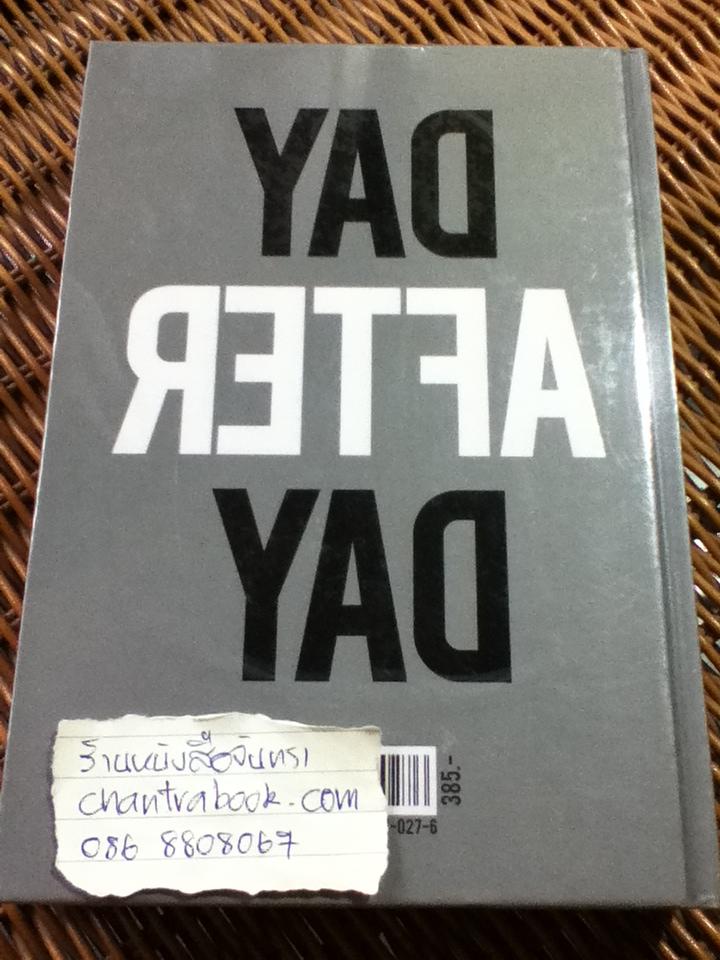 DAY
AFTER
DAY
ร้านหนังสือจันทรา
chantrabook.com
086 8808067
385.-
-027-6